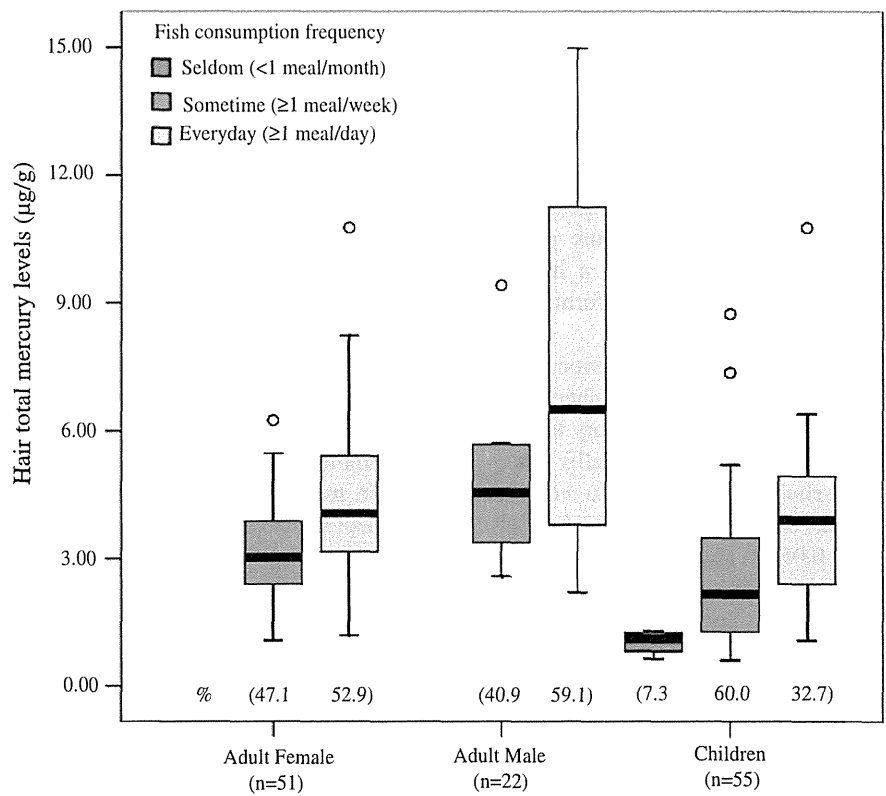 Fish consumption frequency
Seldom (<1 meal/month)
Sometime (≥1 meal/week)
Everyday (≥1 meal/day)
Hair total mercury levels (µg/g)
15.00
12.00
9.00
6.00
3.00
0.00
% (47.1 52.9) (40.9 59.1) (7.3 60.0 32.7)
Adult Female Adult Male Children
(n=51) (n=22) (n=55)